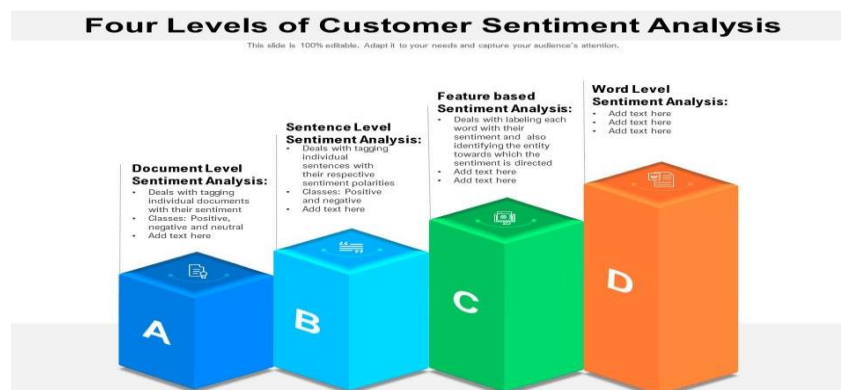 Four Levels of Customer Sentiment Analysis
This slide is 100% editable. Adapt it to your needs and capture your audience's attention.
Document Level
Sentiment Analysis:
• Deals with tagging
individual documents
with their sentiment
• Classes: Positive,
negative and neutral
• Add text here
Sentence Level
Sentiment Analysis:
• Deals with tagging
individual
sentences with
their respective
sentiment polarities
• Classes: Positive
and negative
• Add text here
Feature based
Sentiment Analysis:
• Deals with labeling each
word with their
sentiment and also
identifying the entity
towards which the
sentiment is directed
• Add text here
• Add text here
Word Level
Sentiment Analysis:
• Add text here
• Add text here
• Add text here
A
B
C
D